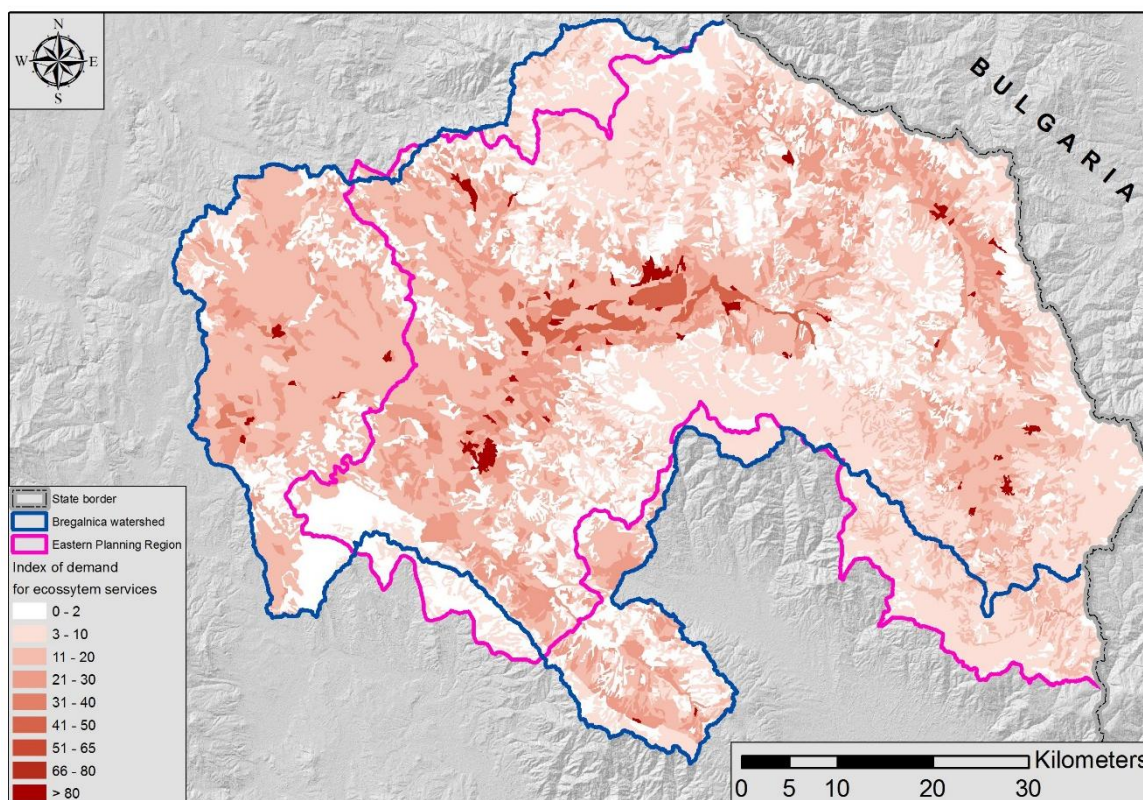 N
W E
S
BULGARIA
State border
Bregalnica watershed
Eastern Planning Region
Index of demand
for ecossytem services
0 - 2
3 - 10
11 - 20
21 - 30
31 - 40
41 - 50
51 - 65
66 - 80
> 80
Kilometers
0 5 10 20 30